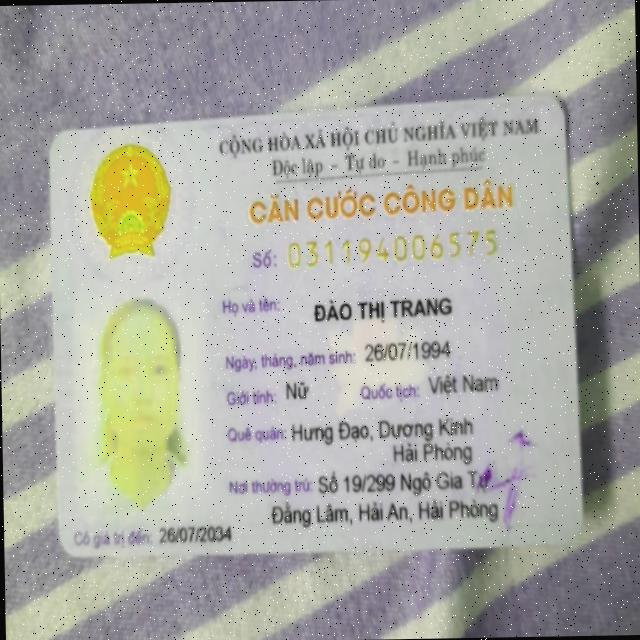 CỘNG HÒA XÃ HỘI CHỦ NGHĨA VIỆT NAM
Độc lập - Tự do - Hạnh phúc
CĂN CƯỚC CÔNG DÂN
Số: 031194006575
Họ và tên: ĐÀO THỊ TRANG
Ngày, tháng, năm sinh: 26/07/1994
Giới tính: Nữ Quốc tịch: Việt Nam
Quê quán: Hưng Đạo, Dương Kinh
Hải Phòng
Nơi thường trú: Số 19/299 Ngô Gia
Đằng Lâm, Hải An, Hải Phòng
Có giá trị đến: 26/07/2034